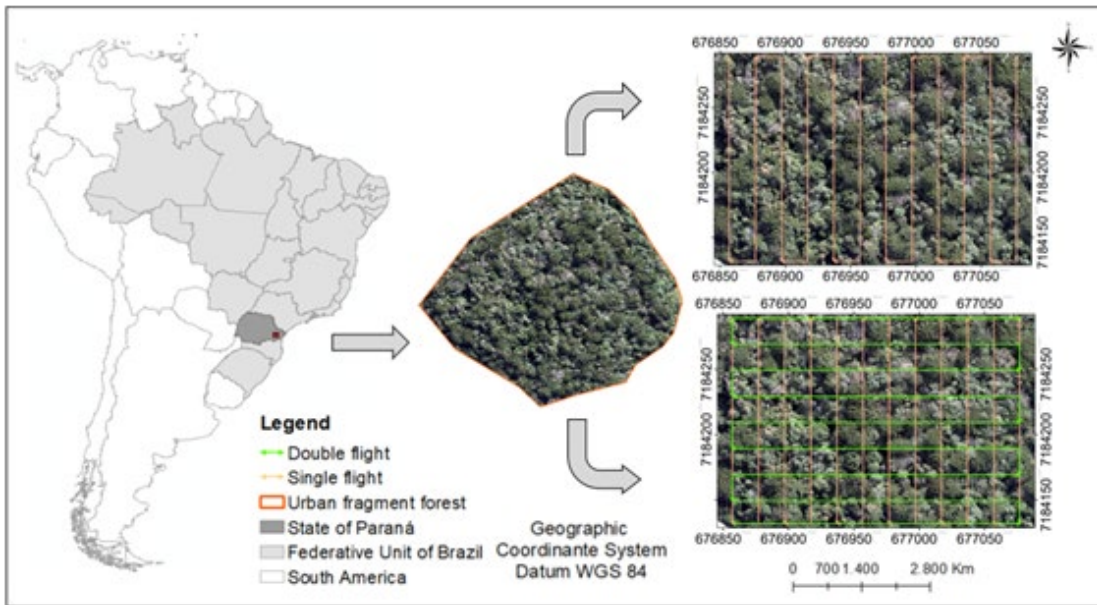 676850 676900 676950 677000 677050
7184250 7184200 7184150
7184250 7184200 7184150
676850 676900 676950 677000 677050
676850 676900 676950 677000 677050
7184250 7184200 7184150
7184250 7184200 7184150
676850 676900 676950 677000 677050
Legend
Double flight
Single flight
Urban fragment forest
State of Paraná
Federative Unit of Brazil
South America
Geographic
Coordinante System
Datum WGS 84
0 700 1.400 2.800 Km